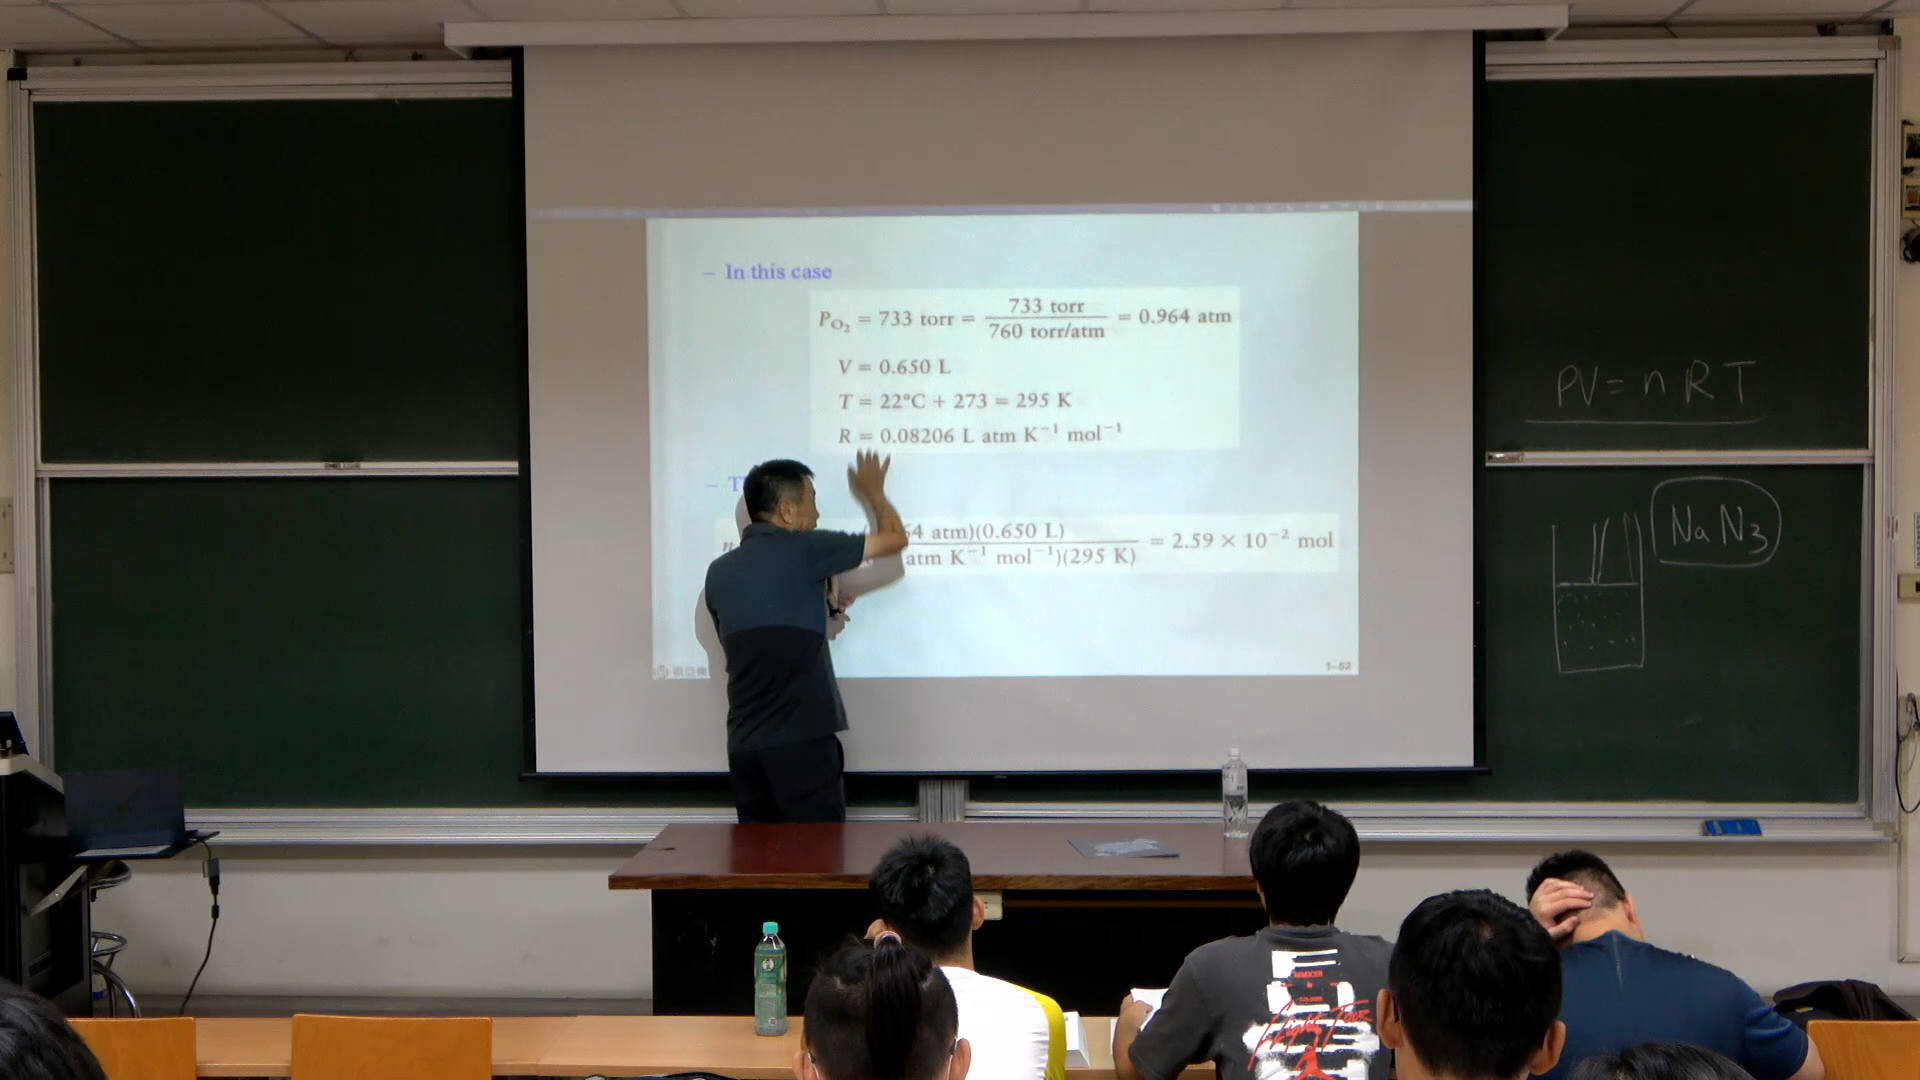 – In this case
P_O₂ = 733 torr = 733 torr / 760 torr/atm = 0.964 atm
V = 0.650 L
T = 22°C + 273 = 295 K
R = 0.08206 L atm K⁻¹ mol⁻¹
– T
64 atm)(0.650 L)
atm K⁻¹ mol⁻¹)(295 K)
= 2.59 × 10⁻² mol
1–52
PV = nRT
NaN₃